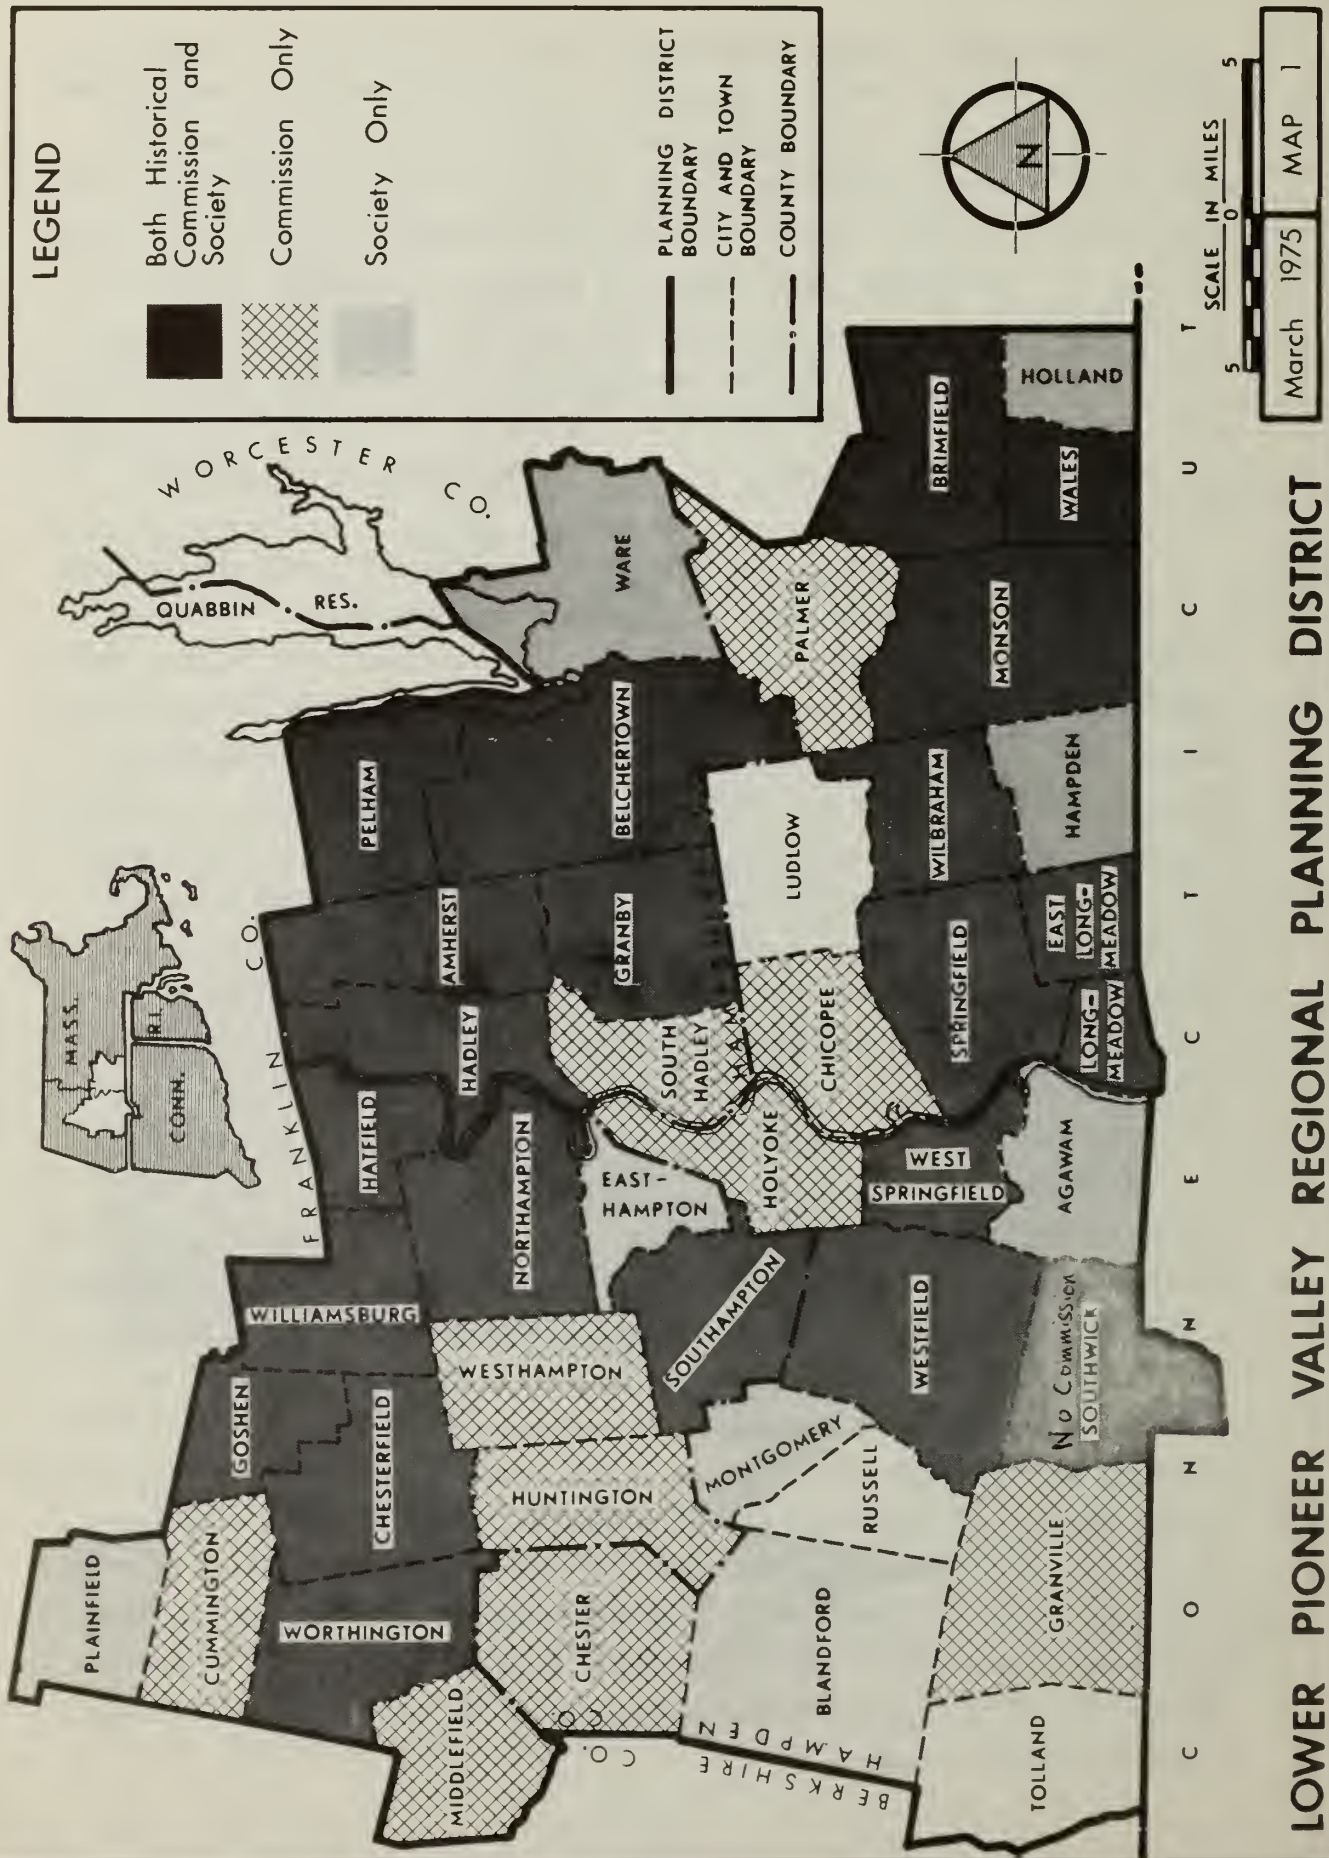 LEGEND
Both Historical
Commission and
Society
Commission Only
Society Only
PLANNING DISTRICT
BOUNDARY
CITY AND TOWN
BOUNDARY
COUNTY BOUNDARY
N
SCALE IN MILES
5 0 5
March 1975
MAP 1
MASS.
CONN.
R.I.
WORCESTER CO.
QUABBIN RES.
FRANKLIN CO.
BERKSHIRE CO.
HAMPDEN CO.
HAM
PLAINFIELD
CUMMINGTON
GOSHEN
WILLIAMSBURG
HATFIELD
HADLEY
AMHERST
PELHAM
WORTHINGTON
CHESTERFIELD
NORTHAMPTON
MIDDLEFIELD
CHESTER
HUNTINGTON
WESTHAMPTON
EAST-
HAMPTON
SOUTH
HADLEY
GRANBY
BELCHERTOWN
WARE
SOUTHAMPTON
HOLYOKE
CHICOPEE
LUDLOW
PALMER
BLANDFORD
MONTGOMERY
RUSSELL
WESTFIELD
WEST
SPRINGFIELD
SPRINGFIELD
WILBRAHAM
MONSON
BRIMFIELD
TOLLAND
GRANVILLE
No Commission
SOUTHWICK
AGAWAM
LONG-
MEADOW
EAST
LONG-
MEADOW
HAMPDEN
WALES
HOLLAND
CONNECTICUT
LOWER PIONEER VALLEY REGIONAL PLANNING DISTRICT